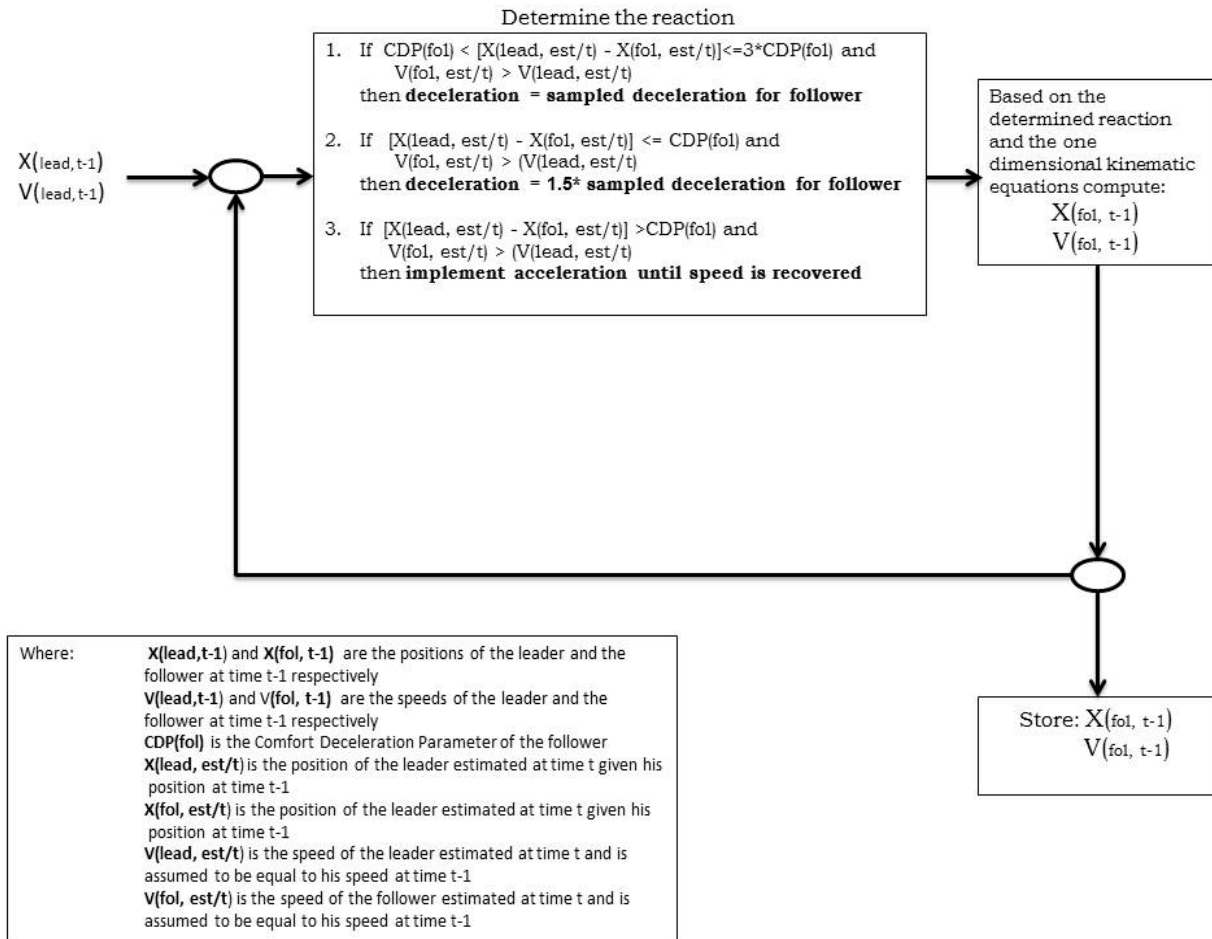 Determine the reaction
1. If CDP(fol) < [X(lead, est/t) - X(fol, est/t)]<=3*CDP(fol) and
V(fol, est/t) > V(lead, est/t)
then deceleration = sampled deceleration for follower
2. If [X(lead, est/t) - X(fol, est/t)] <= CDP(fol) and
V(fol, est/t) > (V(lead, est/t)
then deceleration = 1.5* sampled deceleration for follower
3. If [X(lead, est/t) - X(fol, est/t)] >CDP(fol) and
V(fol, est/t) > (V(lead, est/t)
then implement acceleration until speed is recovered
X(lead, t-1)
V(lead, t-1)
Based on the
determined reaction
and the one
dimensional kinematic
equations compute:
X(fol, t-1)
V(fol, t-1)
Store: X(fol, t-1)
V(fol, t-1)
Where: X(lead,t-1) and X(fol, t-1) are the positions of the leader and the
follower at time t-1 respectively
V(lead,t-1) and V(fol, t-1) are the speeds of the leader and the
follower at time t-1 respectively
CDP(fol) is the Comfort Deceleration Parameter of the follower
X(lead, est/t) is the position of the leader estimated at time t given his
position at time t-1
X(fol, est/t) is the position of the leader estimated at time t given his
position at time t-1
V(lead, est/t) is the speed of the leader estimated at time t and is
assumed to be equal to his speed at time t-1
V(fol, est/t) is the speed of the follower estimated at time t and is
assumed to be equal to his speed at time t-1